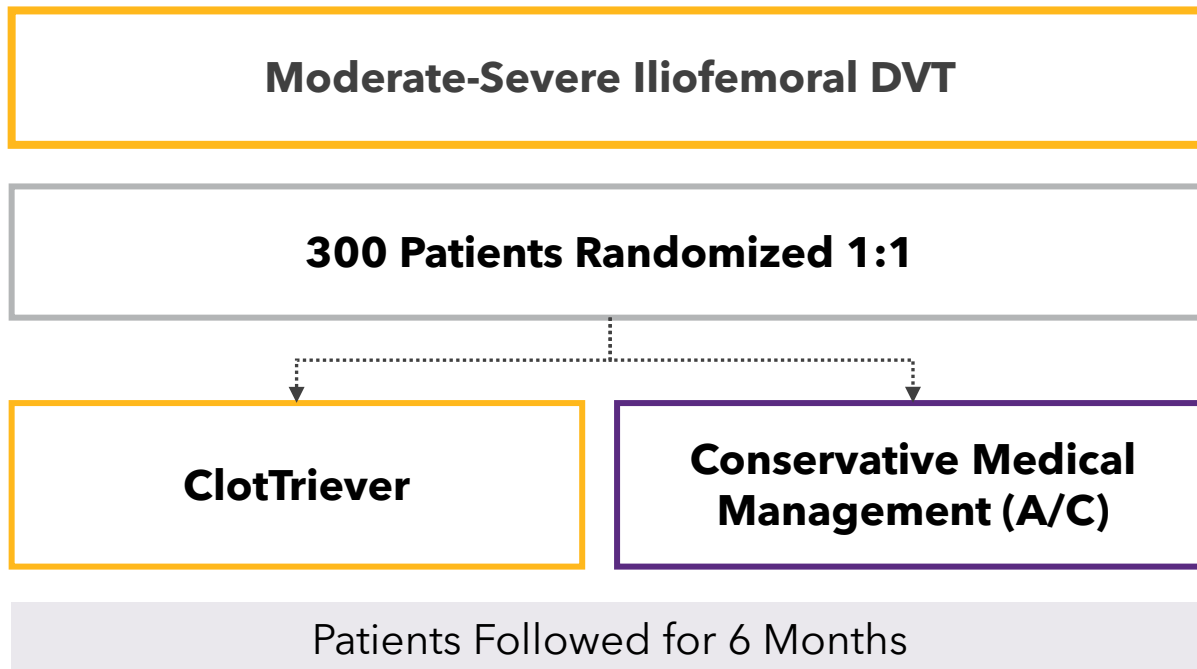 Moderate-Severe Iliofemoral DVT
300 Patients Randomized 1:1
ClotTriever
Conservative Medical
Management (A/C)
Patients Followed for 6 Months